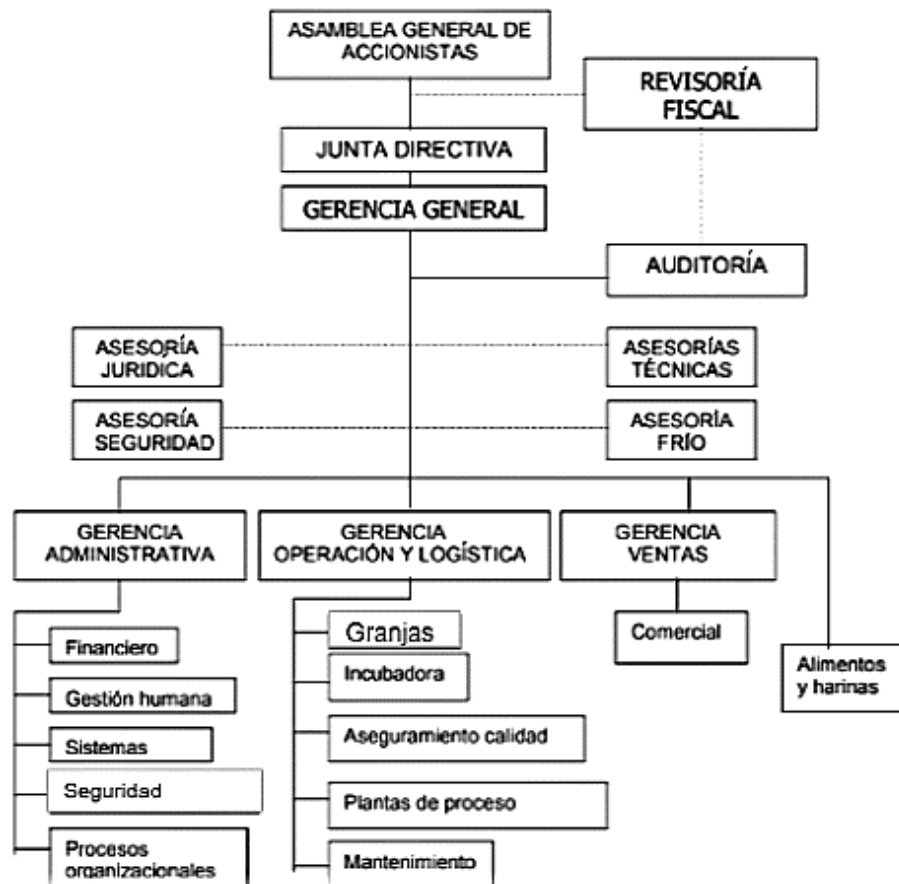 ASAMBLEA GENERAL DE
ACCIONISTAS
REVISORÍA
FISCAL
JUNTA DIRECTIVA
GERENCIA GENERAL
AUDITORÍA
ASESORÍA
JURIDICA
ASESORÍAS
TÉCNICAS
ASESORÍA
SEGURIDAD
ASESORÍA
FRÍO
GERENCIA
ADMINISTRATIVA
GERENCIA
OPERACIÓN Y LOGÍSTICA
GERENCIA
VENTAS
Financiero
Gestión humana
Sistemas
Seguridad
Procesos
organizacionales
Granjas
Incubadora
Aseguramiento calidad
Plantas de proceso
Mantenimiento
Comercial
Alimentos
y harinas